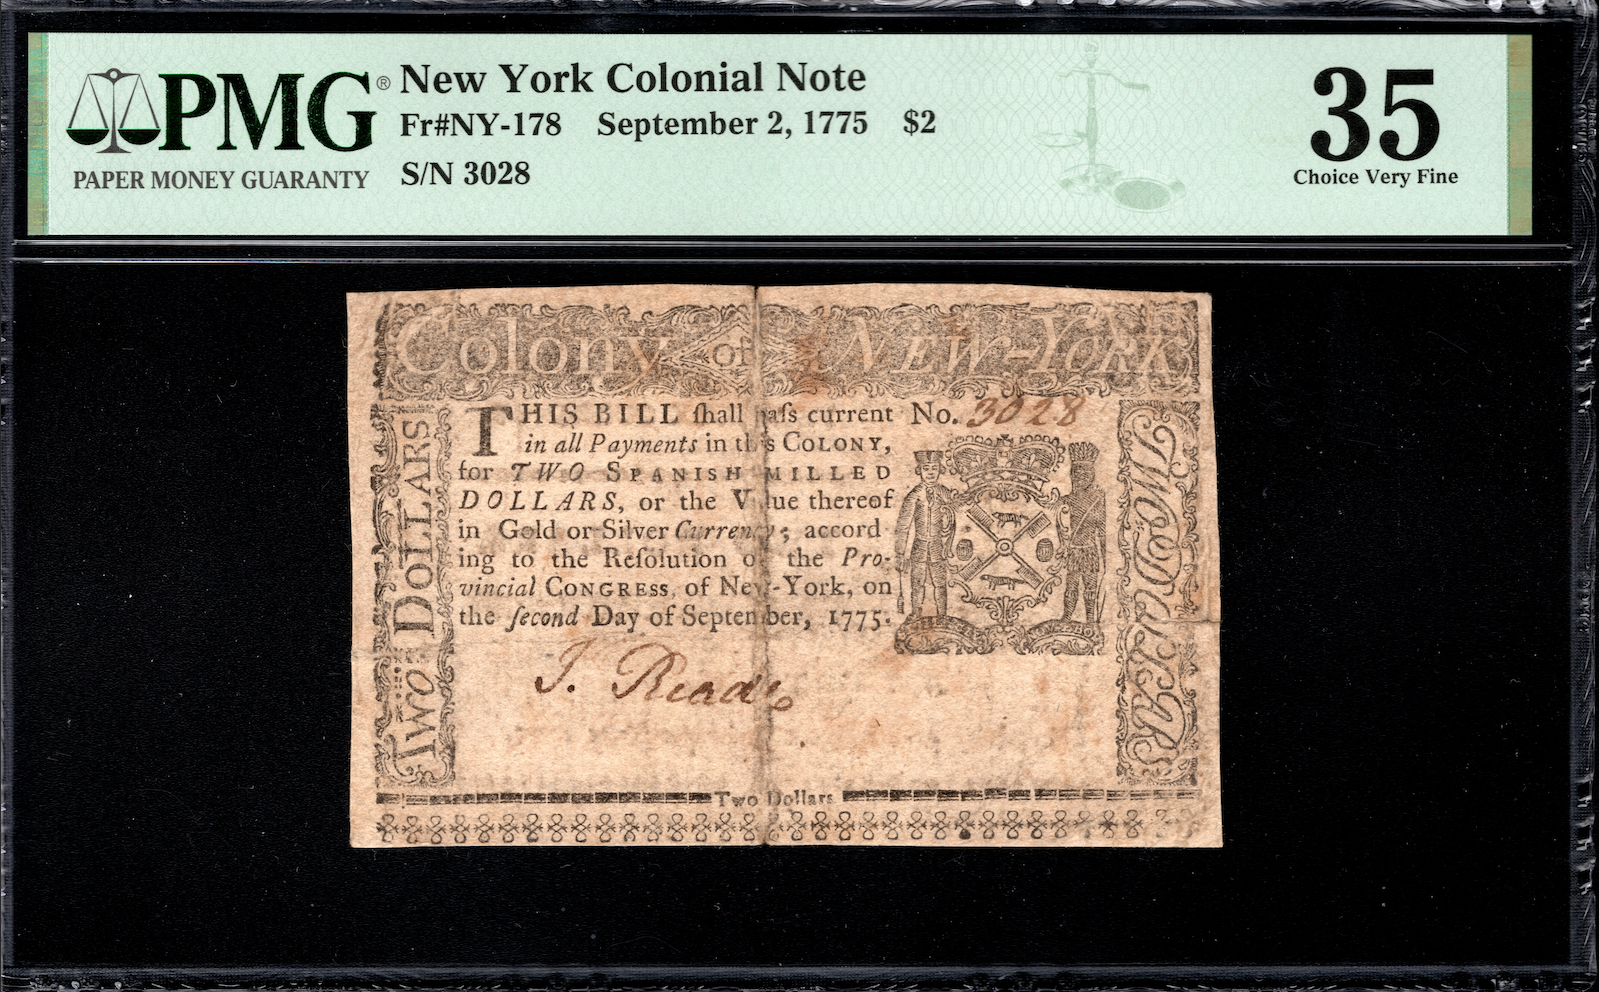 PMG®
PAPER MONEY GUARANTY
New York Colonial Note
Fr#NY-178 September 2, 1775 $2
S/N 3028
35
Choice Very Fine
Colony of NEW-YORK
THIS BILL ſhall paſs current
in all Payments in this COLONY,
for TWO SPANISH MILLED
DOLLARS, or the Value thereof
in Gold or Silver Currency; accord
ing to the Reſolution of the Pro-
vincial CONGRESS, of New-York, on
the ſecond Day of September, 1775.
No. 3028
J. Reade
TWO DOLLARS
TWO DOLLARS
Two Dollars